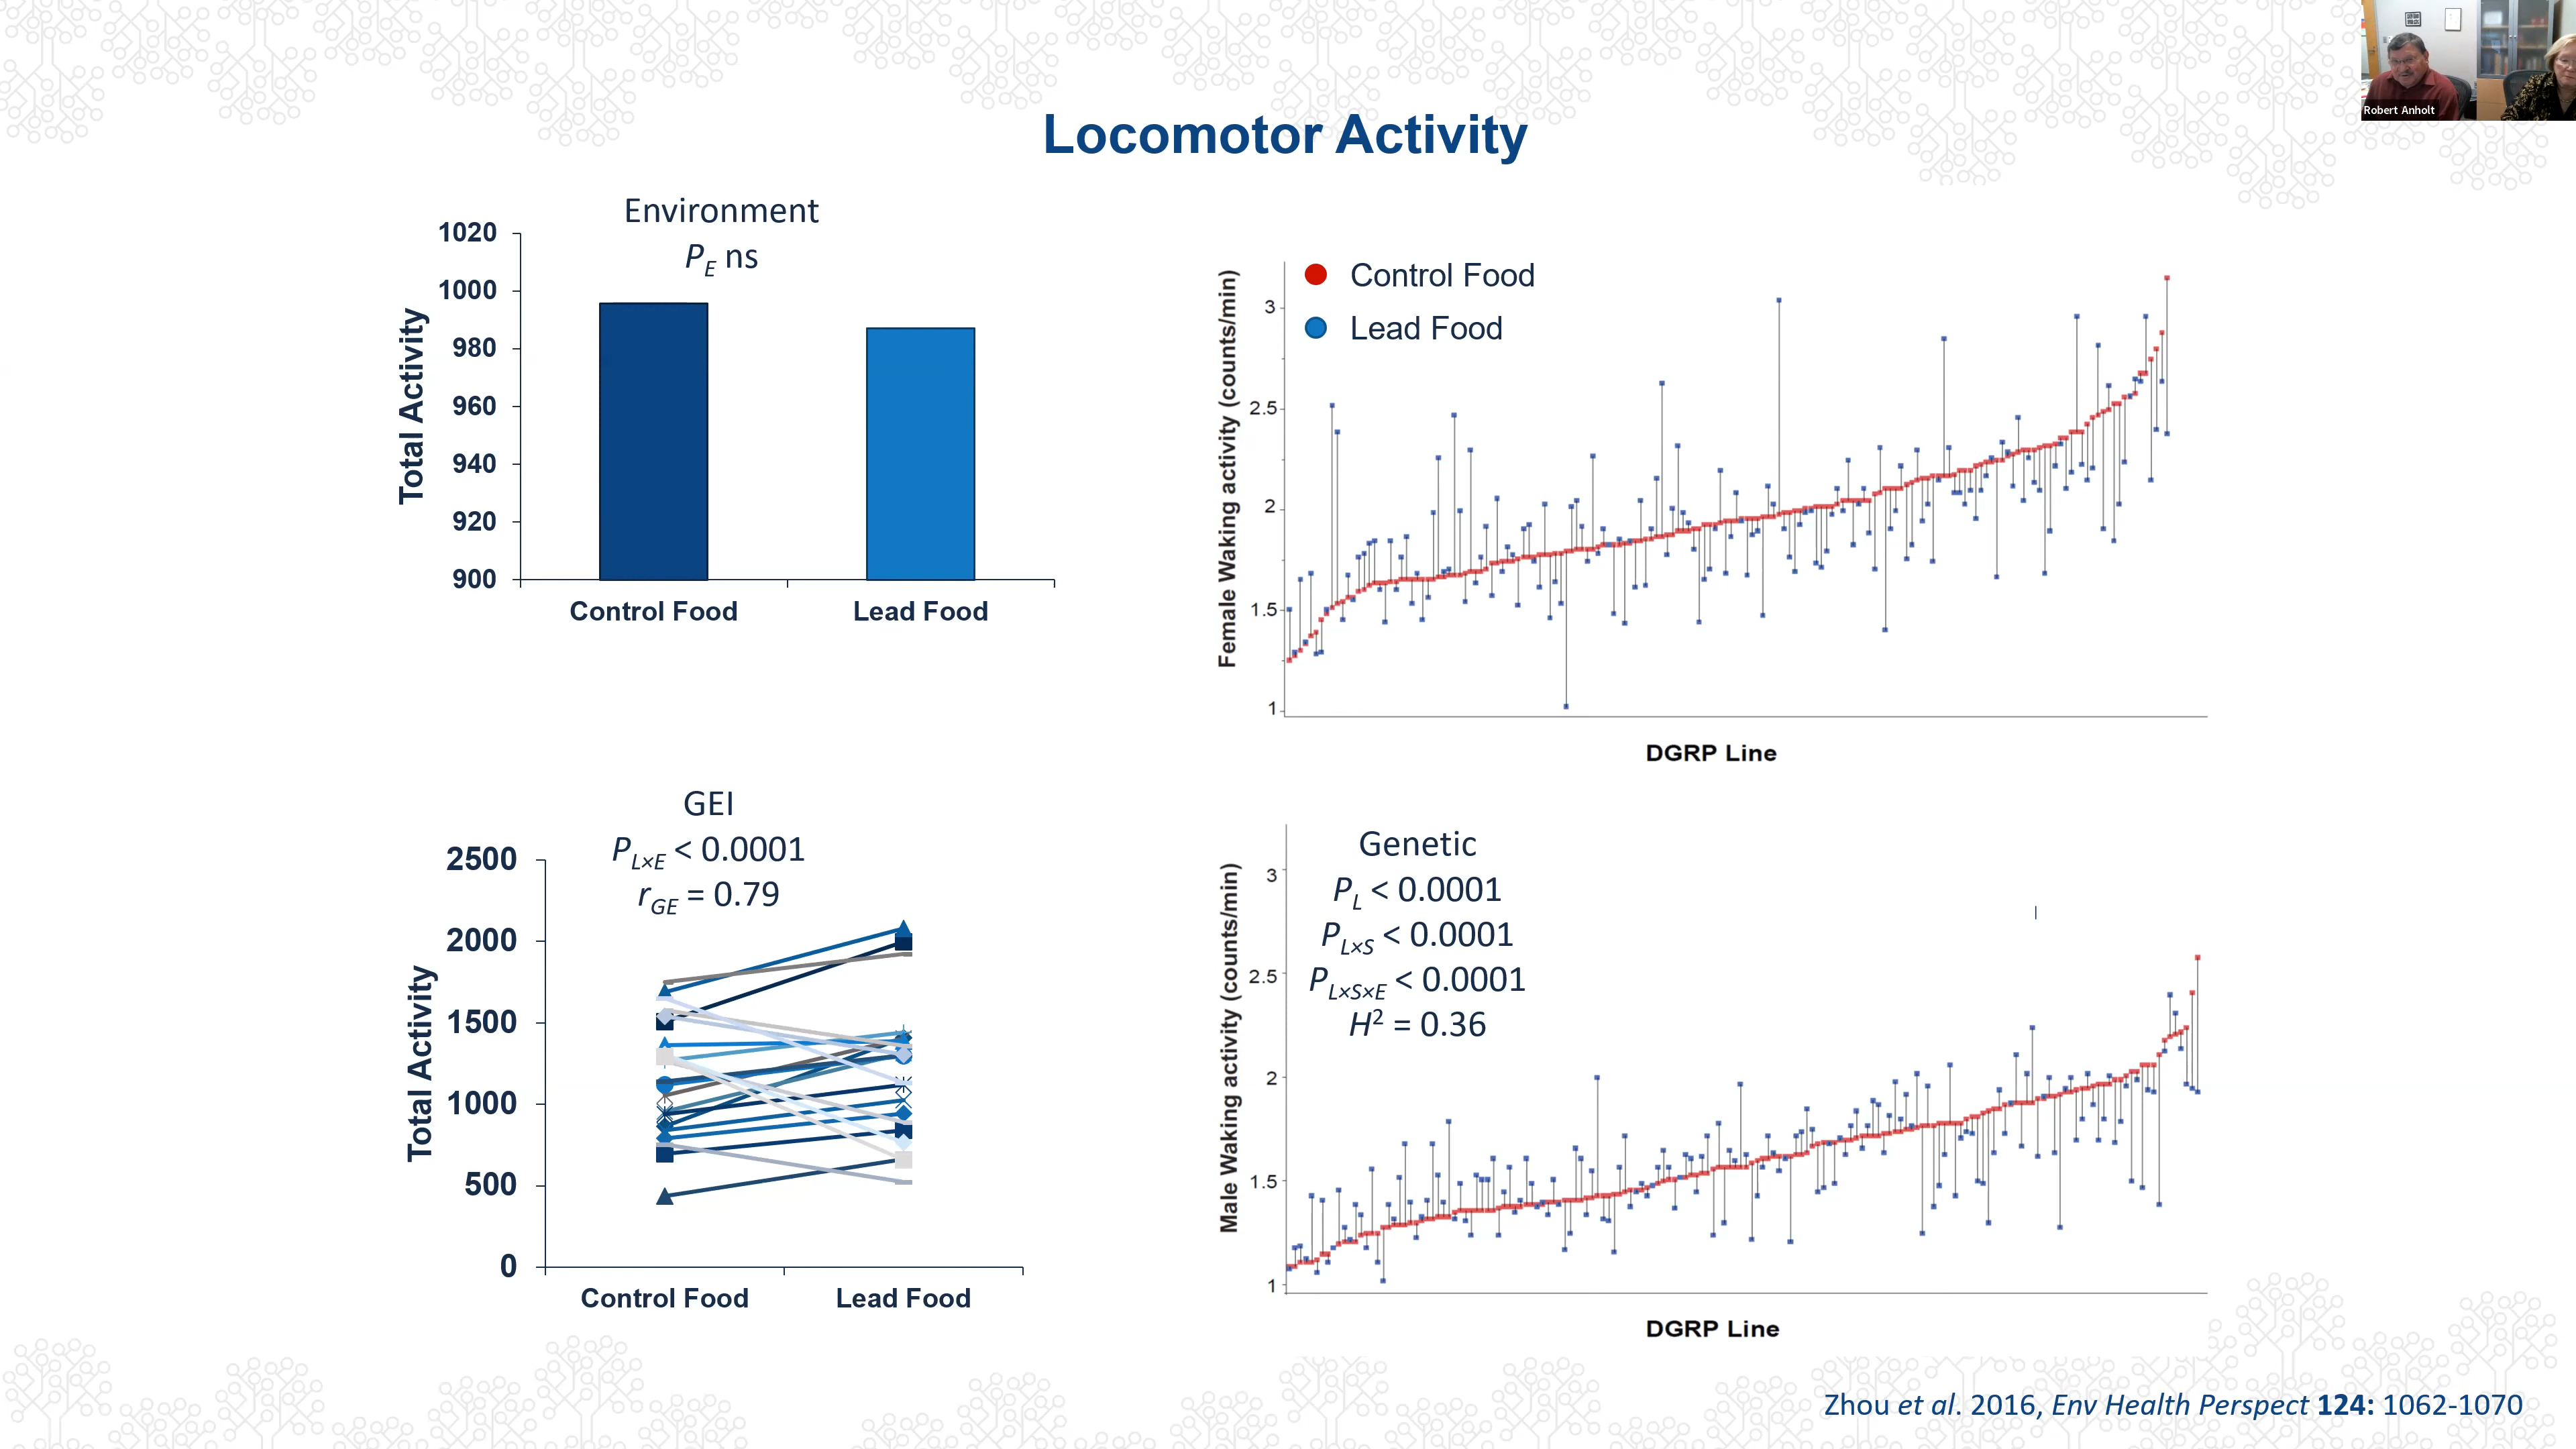 Robert Anholt
Locomotor Activity
Environment
P_E ns
1020
1000
980
960
940
920
900
Total Activity
Control Food
Lead Food
Control Food
Lead Food
3
2.5
2
1.5
1
Female Waking activity (counts/min)
DGRP Line
GEI
P_L×E < 0.0001
r_GE = 0.79
2500
2000
1500
1000
500
0
Total Activity
Control Food
Lead Food
Genetic
P_L < 0.0001
P_L×S < 0.0001
P_L×S×E < 0.0001
H² = 0.36
3
2.5
2
1.5
1
Male Waking activity (counts/min)
DGRP Line
Zhou et al. 2016, Env Health Perspect 124: 1062-1070